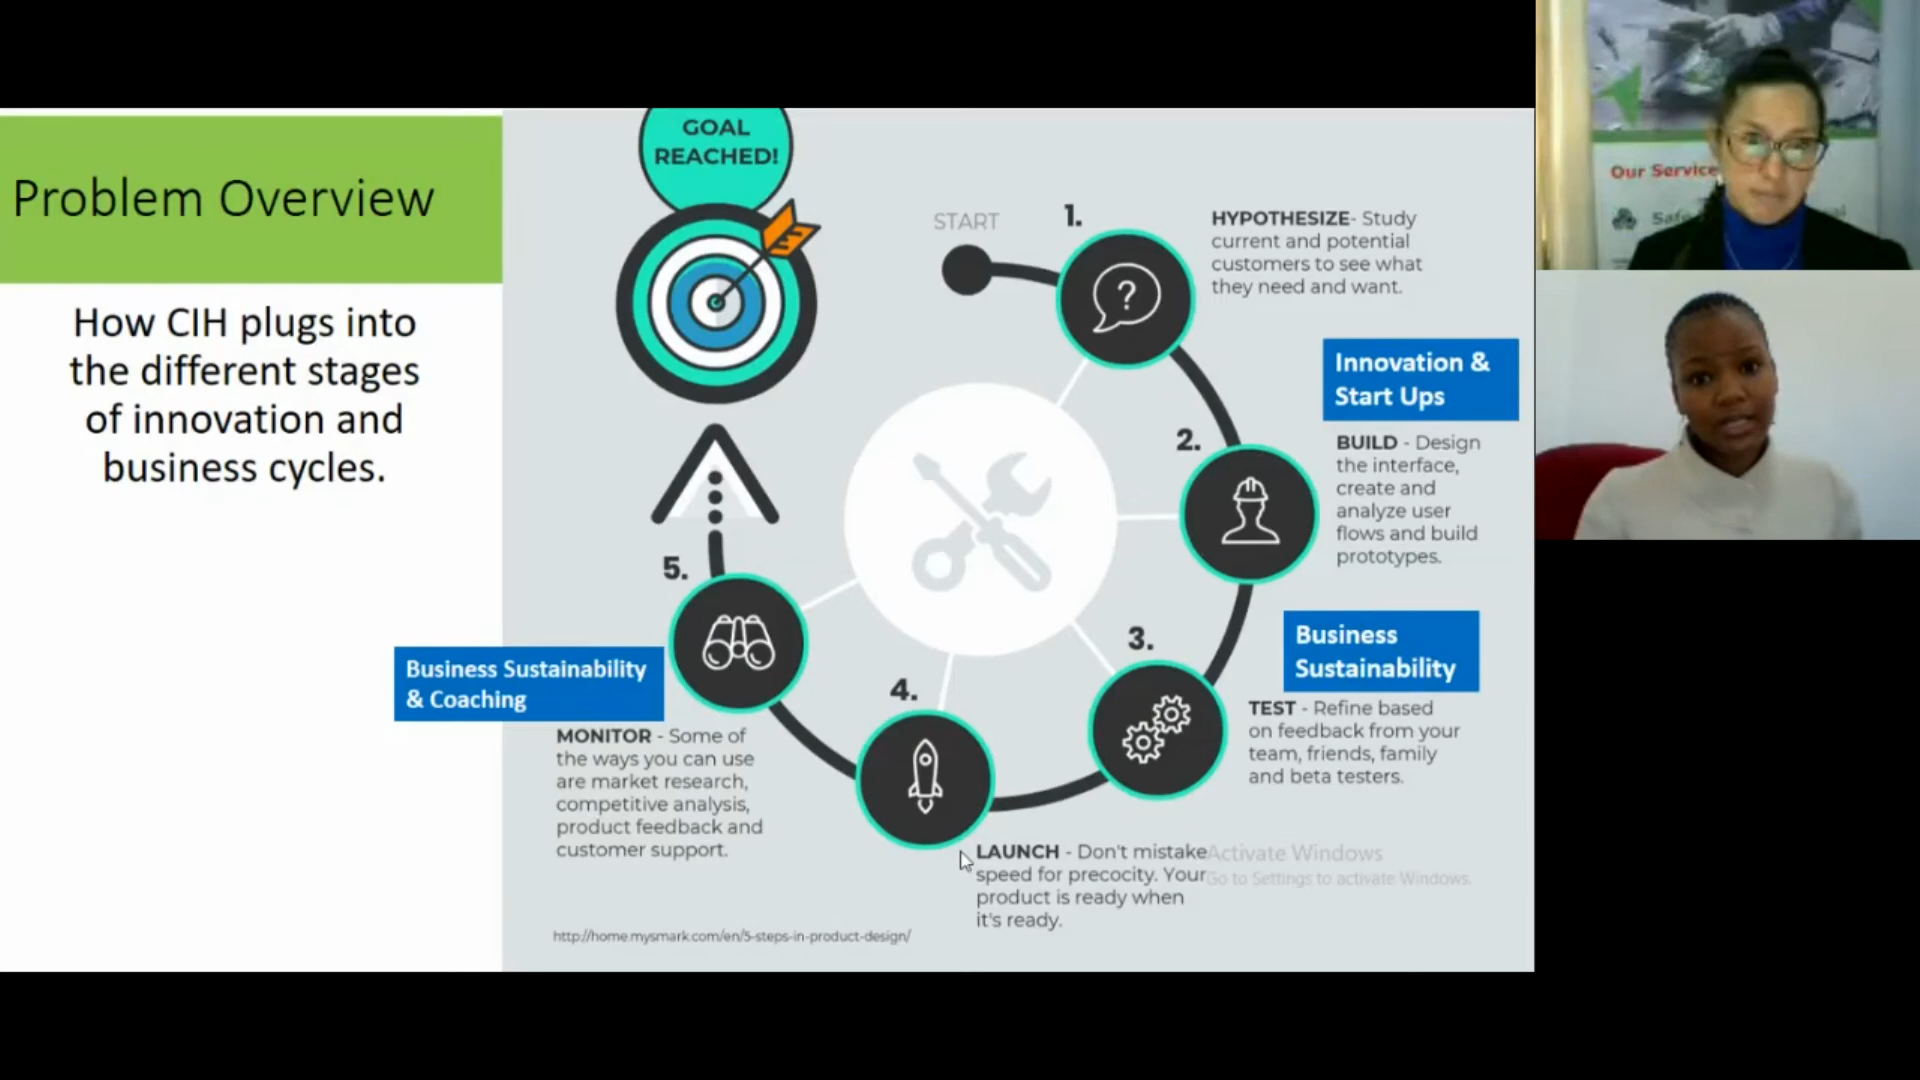 Problem Overview
How CIH plugs into
the different stages
of innovation and
business cycles.
GOAL
REACHED!
START
1.
HYPOTHESIZE- Study
current and potential
customers to see what
they need and want.
Innovation &
Start Ups
2.
BUILD - Design
the interface,
create and
analyze user
flows and build
prototypes.
Business
Sustainability
3.
TEST - Refine based
on feedback from your
team, friends, family
and beta testers.
4.
LAUNCH - Don't mistake
speed for precocity. Your
product is ready when
it's ready.
5.
Business Sustainability
& Coaching
MONITOR - Some of
the ways you can use
are market research,
competitive analysis,
product feedback and
customer support.
http://home.mysmark.com/en/5-steps-in-product-design/
Activate Windows
Go to Settings to activate Windows.
Our Service
Safe